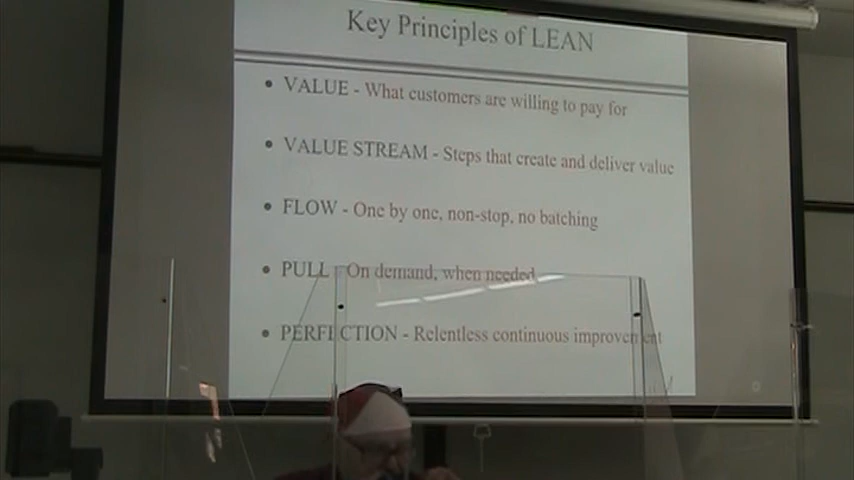 Key Principles of LEAN
• VALUE - What customers are willing to pay for
• VALUE STREAM - Steps that create and deliver value
• FLOW - One by one, non-stop, no batching
• PULL - On demand, when needed
• PERFECTION - Relentless continuous improvement